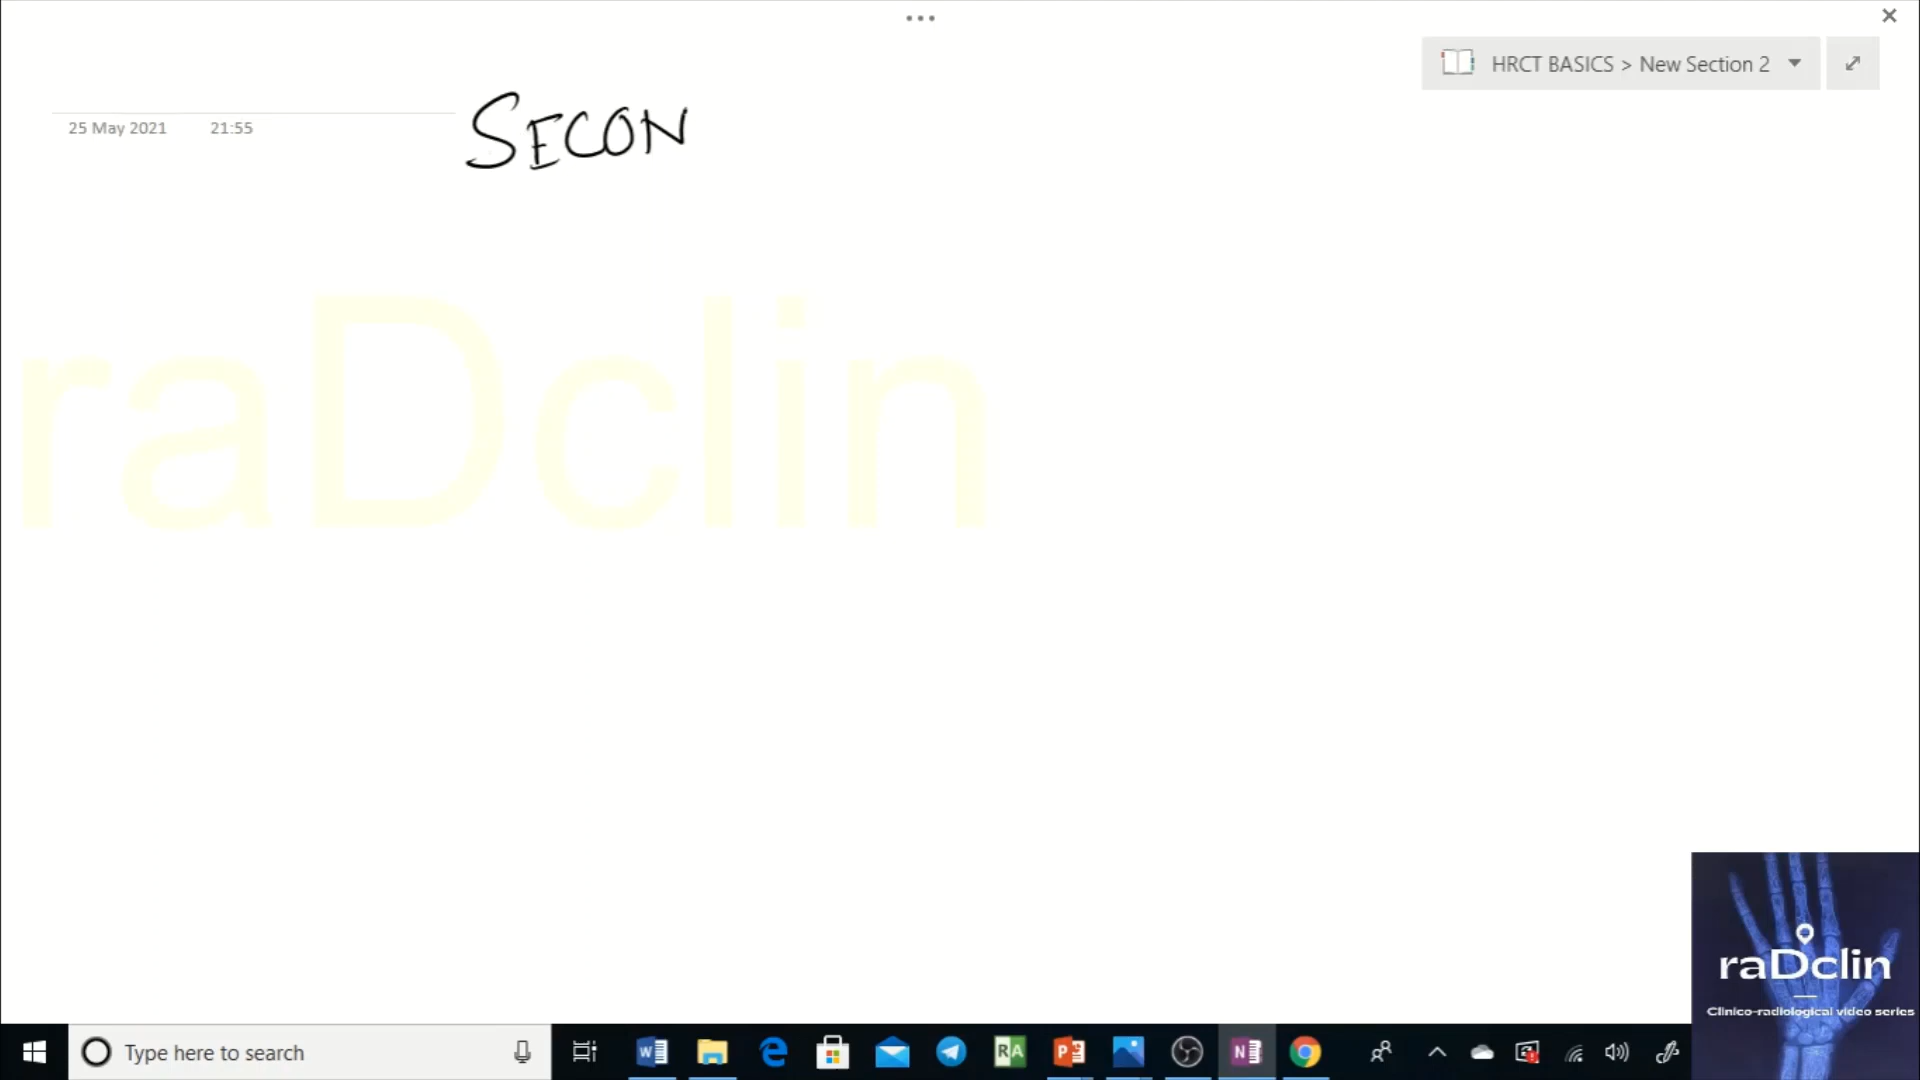 HRCT BASICS > New Section 2
SECON
25 May 2021 21:55
raDclin
raDclin
Clinico-radiological video series
Type here to search